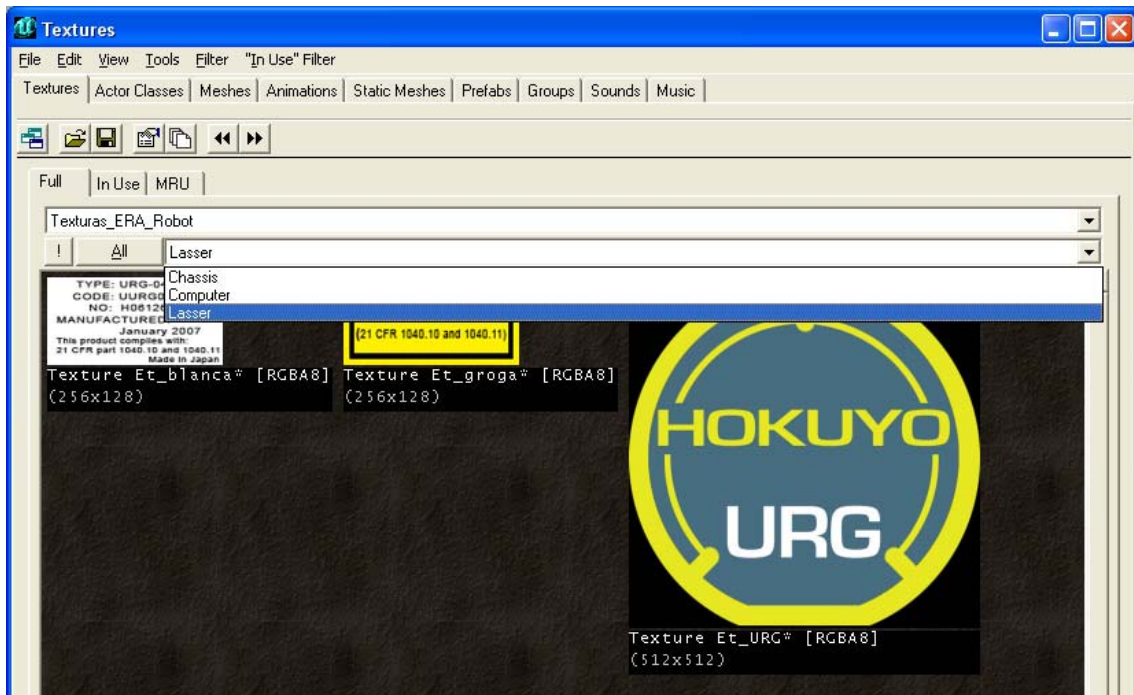 Textures
File Edit View Tools Filter "In Use" Filter
Textures Actor Classes Meshes Animations Static Meshes Prefabs Groups Sounds Music
Full In Use MRU
Texturas_ERA_Robot
! All Lasser
Chassis
Computer
Lasser
TYPE: URG-0
CODE: UURG0
NO: H0612
MANUFACTURED
January 2007
This product complies with:
21 CFR part 1040.10 and 1040.11
Made in Japan
(21 CFR 1040.10 and 1040.11)
HOKUYO
URG
Texture Et_blanca* [RGBA8] Texture Et_groga* [RGBA8]
(256x128) (256x128)
Texture Et_URG* [RGBA8]
(512x512)